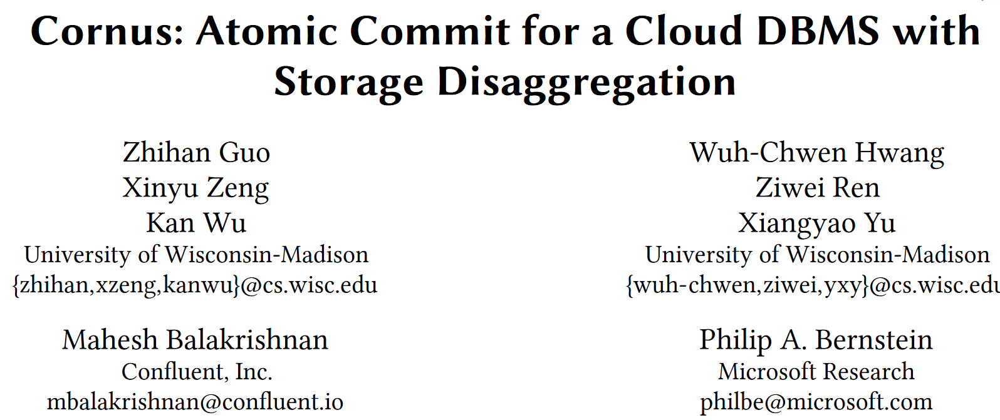 Cornus: Atomic Commit for a Cloud DBMS with
Storage Disaggregation
Zhihan Guo
Xinyu Zeng
Kan Wu
University of Wisconsin-Madison
{zhihan,xzeng,kanwu}@cs.wisc.edu
Wuh-Chwen Hwang
Ziwei Ren
Xiangyao Yu
University of Wisconsin-Madison
{wuh-chwen,ziwei,yxy}@cs.wisc.edu
Mahesh Balakrishnan
Confluent, Inc.
mbalakrishnan@confluent.io
Philip A. Bernstein
Microsoft Research
philbe@microsoft.com